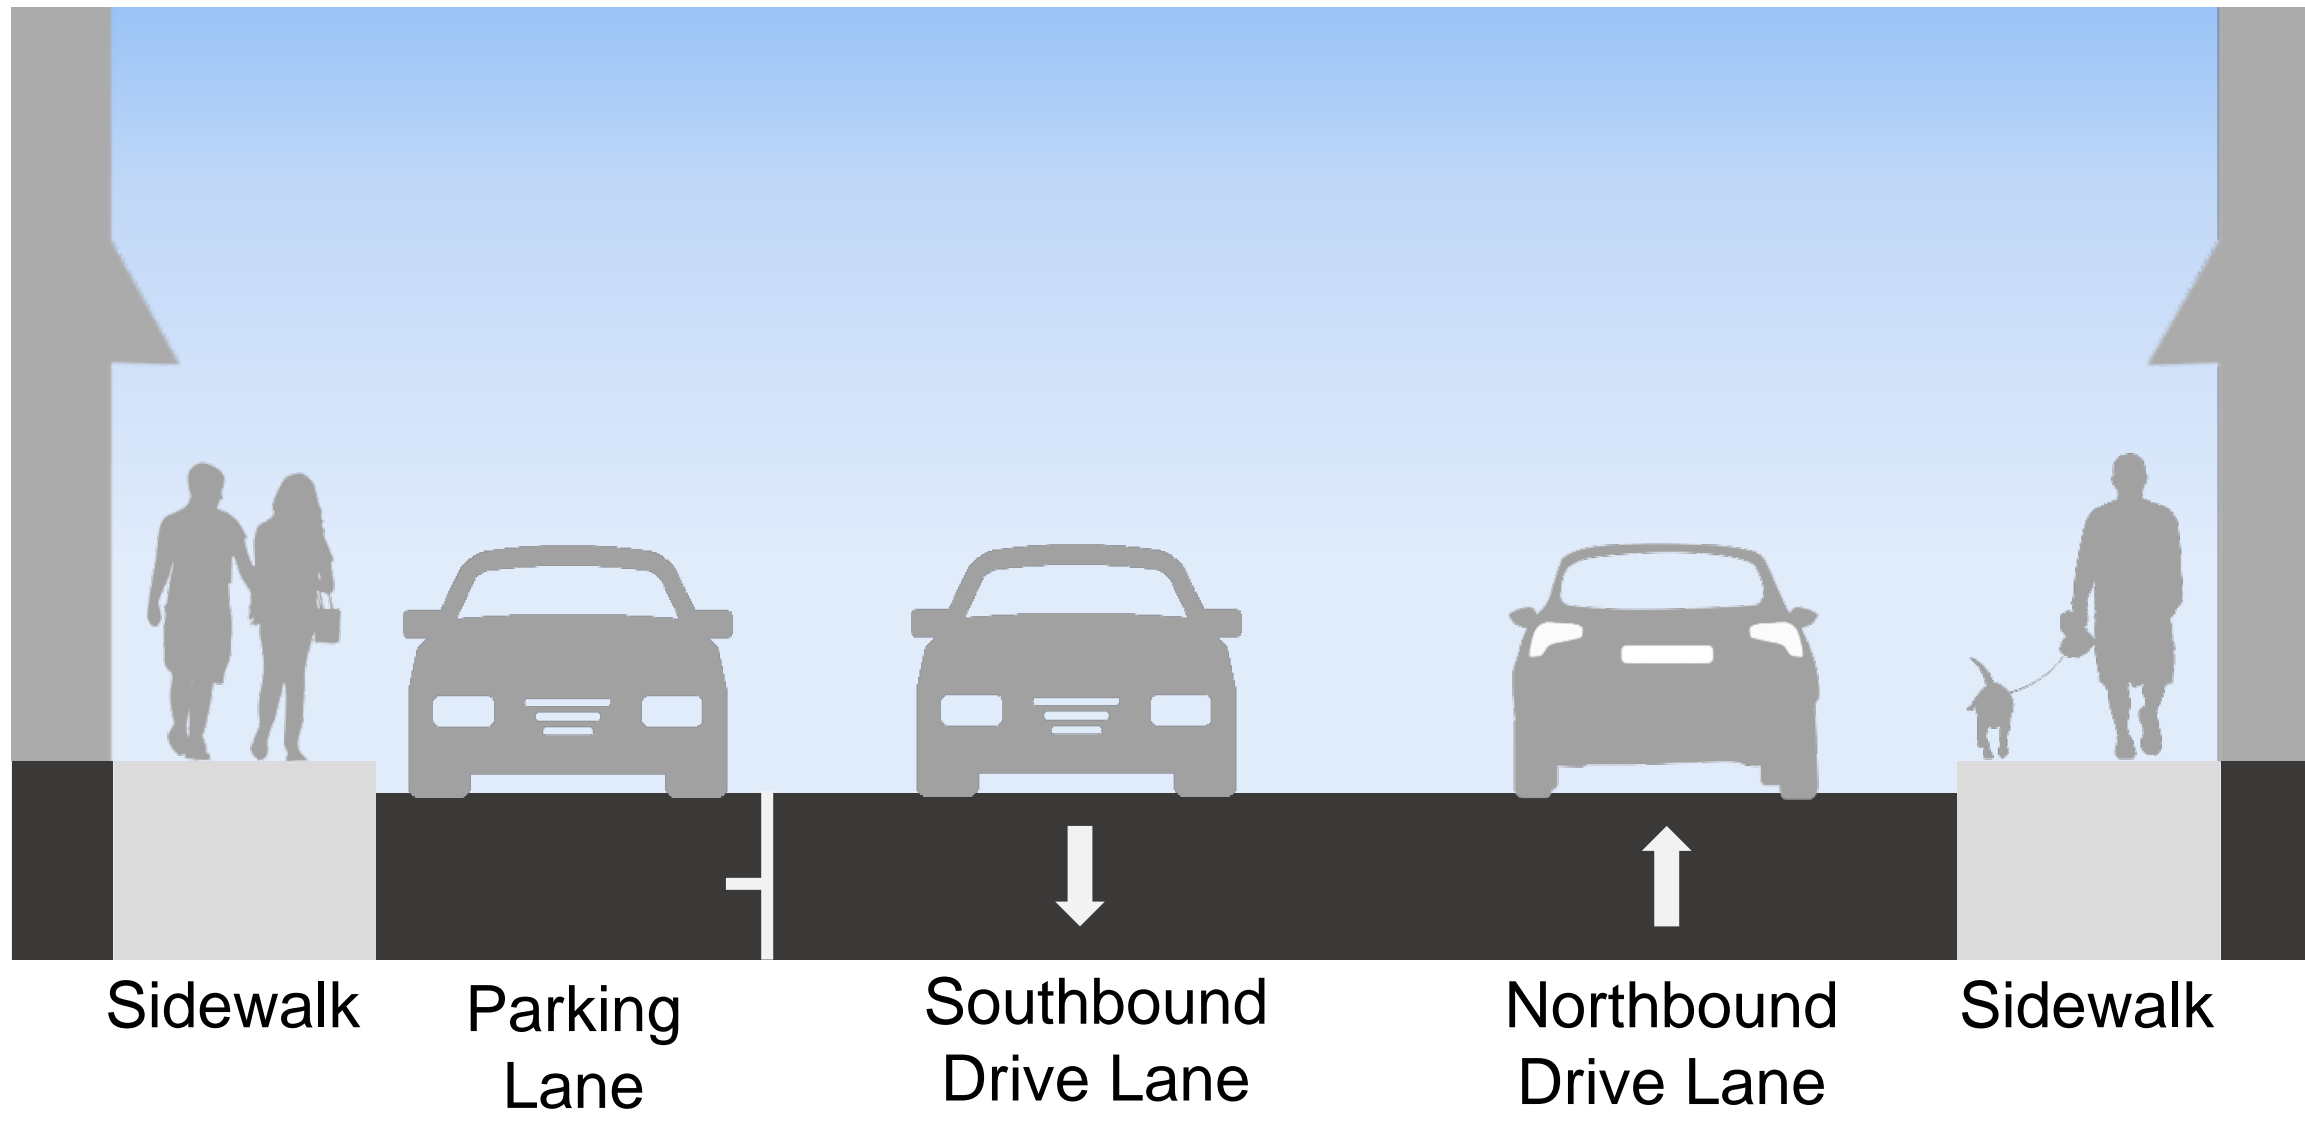 Sidewalk
Parking
Lane
Southbound
Drive Lane
Northbound
Drive Lane
Sidewalk